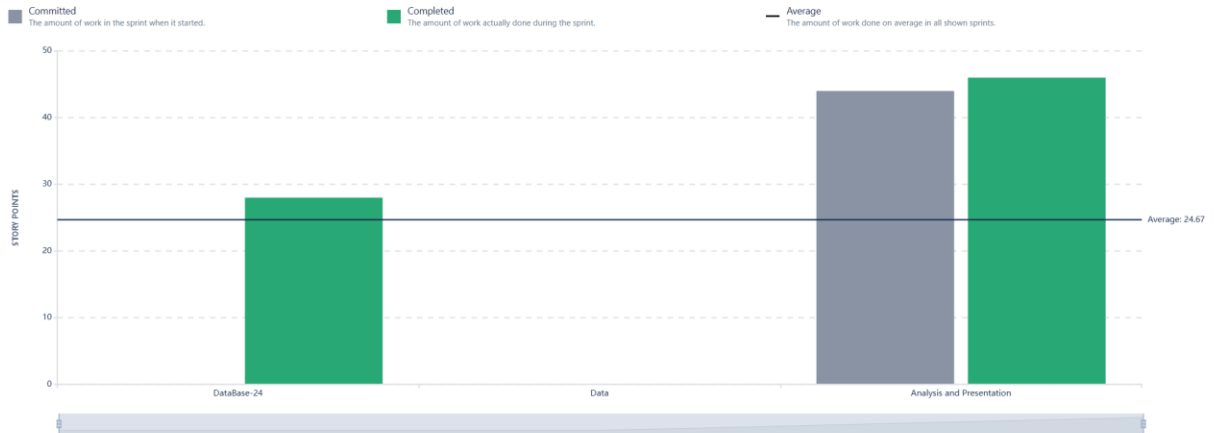 Committed
The amount of work in the sprint when it started.
Completed
The amount of work actually done during the sprint.
Average
The amount of work done on average in all shown sprints.
50
40
30
20
10
0
STORY POINTS
Average: 24.67
DataBase-24
Data
Analysis and Presentation